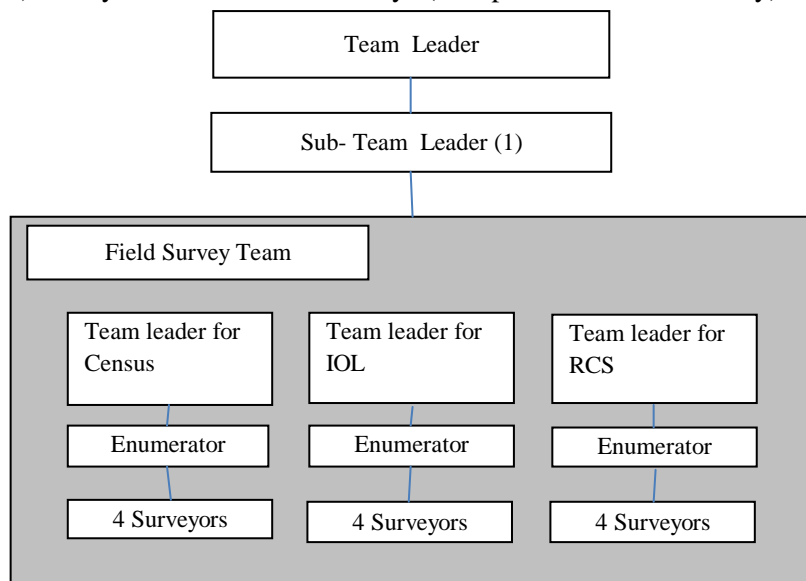 Team Leader
Sub- Team Leader (1)
Field Survey Team
Team leader for
Census
Team leader for
IOL
Team leader for
RCS
Enumerator
Enumerator
Enumerator
4 Surveyors
4 Surveyors
4 Surveyors